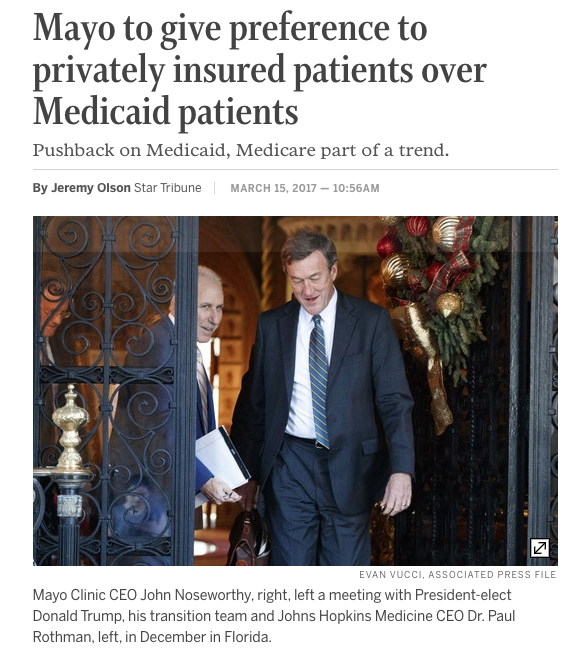 Mayo to give preference to
privately insured patients over
Medicaid patients
Pushback on Medicaid, Medicare part of a trend.
By Jeremy Olson Star Tribune | MARCH 15, 2017 — 10:56AM
EVAN VUCCI, ASSOCIATED PRESS FILE
Mayo Clinic CEO John Noseworthy, right, left a meeting with President-elect
Donald Trump, his transition team and Johns Hopkins Medicine CEO Dr. Paul
Rothman, left, in December in Florida.